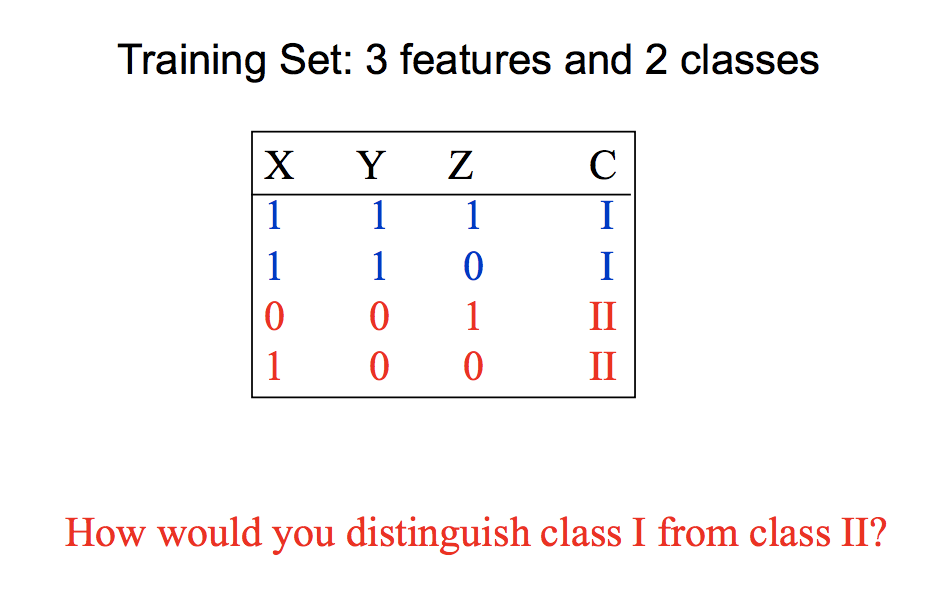 Training Set: 3 features and 2 classes
X Y Z C
1 1 1 I
1 1 0 I
0 0 1 II
1 0 0 II
How would you distinguish class I from class II?